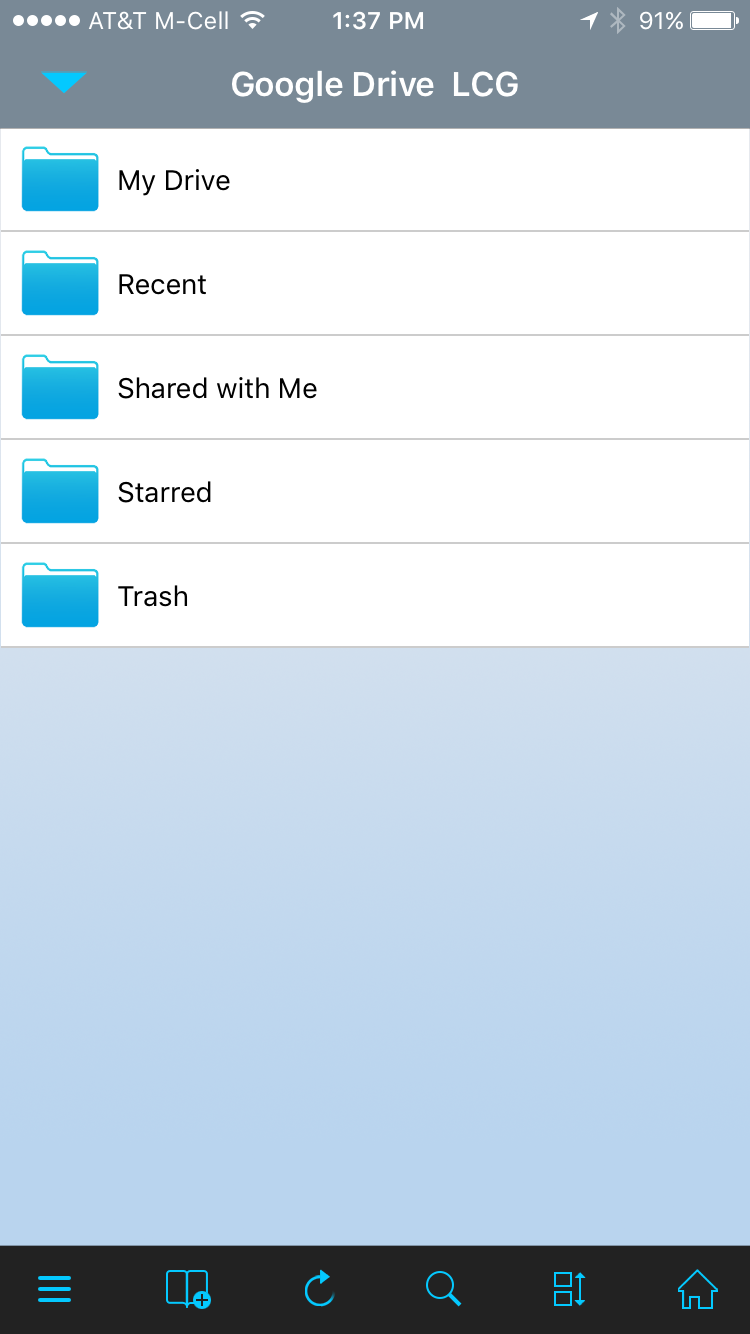 AT&T M-Cell 1:37 PM 91%
Google Drive LCG
My Drive
Recent
Shared with Me
Starred
Trash